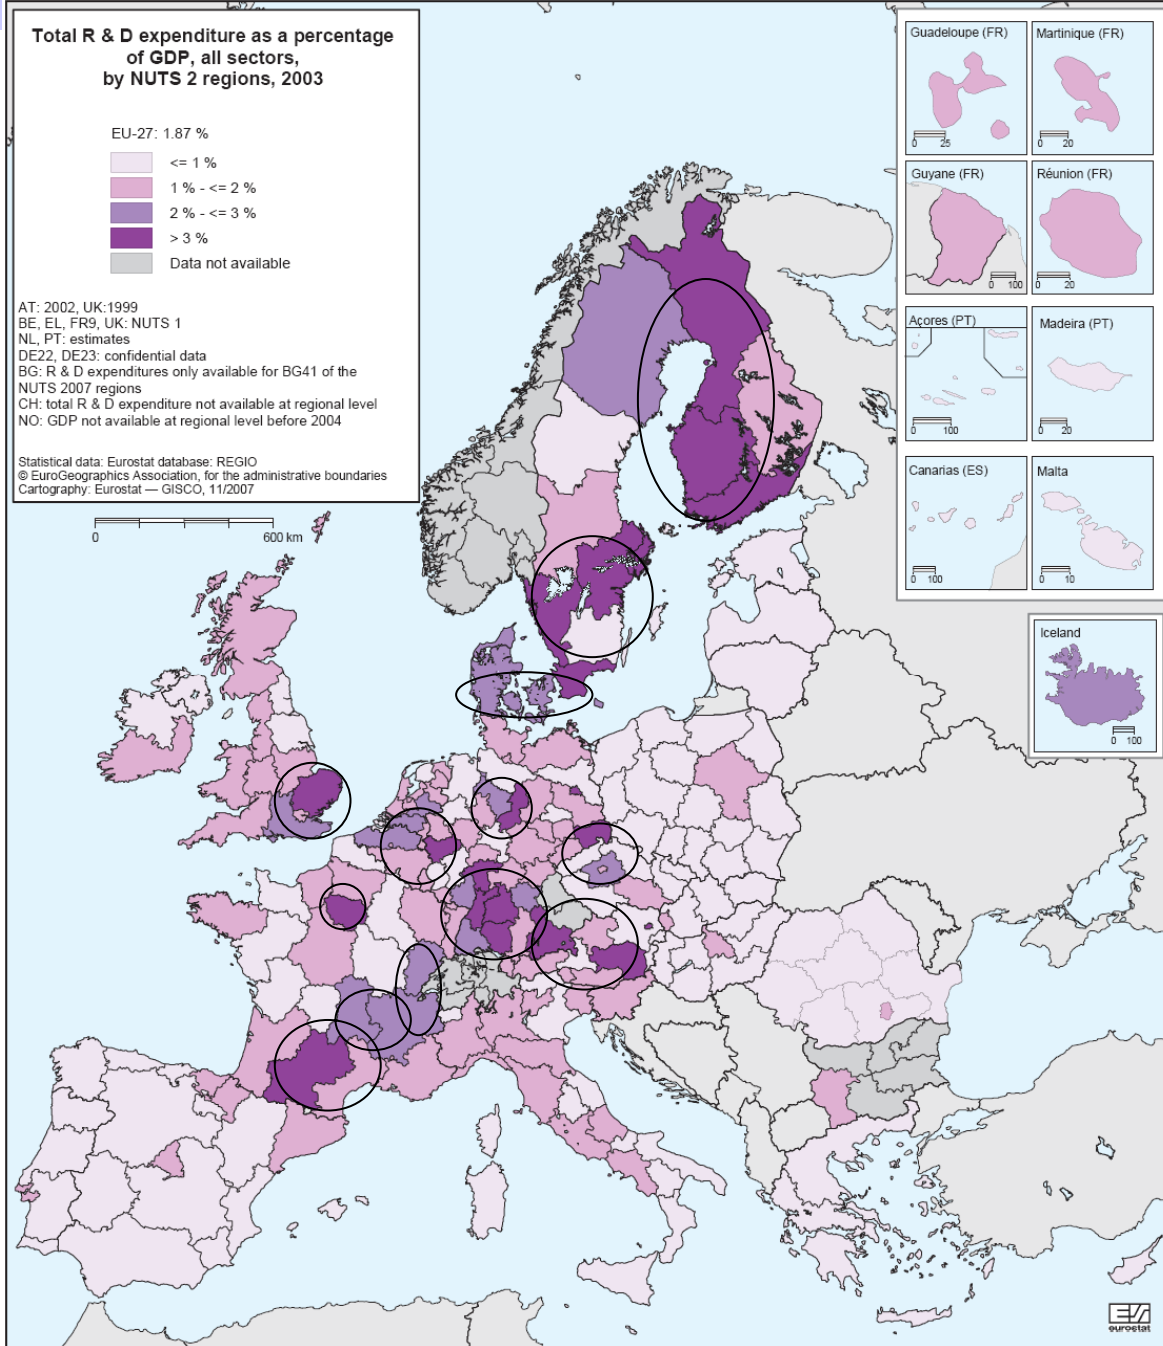 Total R & D expenditure as a percentage
of GDP, all sectors,
by NUTS 2 regions, 2003
EU-27: 1.87 %
<= 1 %
1 % - <= 2 %
2 % - <= 3 %
> 3 %
Data not available
AT: 2002, UK:1999
BE, EL, FR9, UK: NUTS 1
NL, PT: estimates
DE22, DE23: confidential data
BG: R & D expenditures only available for BG41 of the
NUTS 2007 regions
CH: total R & D expenditure not available at regional level
NO: GDP not available at regional level before 2004
Statistical data: Eurostat database: REGIO
© EuroGeographics Association, for the administrative boundaries
Cartography: Eurostat — GISCO, 11/2007
0 600 km
Guadeloupe (FR)
0 25
Martinique (FR)
0 20
Guyane (FR)
0 100
Réunion (FR)
0 20
Açores (PT)
0 100
Madeira (PT)
0 20
Canarias (ES)
0 100
Malta
0 10
Iceland
0 100
eurostat